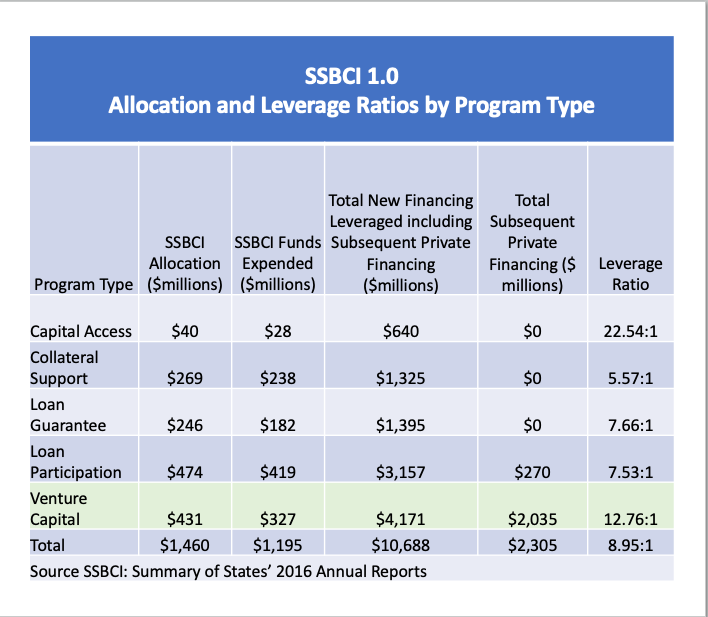 SSBCI 1.0
Allocation and Leverage Ratios by Program Type
Program Type
SSBCI
Allocation
($millions)
SSBCI Funds
Expended
($millions)
Total New Financing
Leveraged including
Subsequent Private
Financing
($millions)
Total
Subsequent
Private
Financing ($
millions)
Leverage
Ratio
Capital Access $40 $28 $640 $0 22.54:1
Collateral
Support $269 $238 $1,325 $0 5.57:1
Loan
Guarantee $246 $182 $1,395 $0 7.66:1
Loan
Participation $474 $419 $3,157 $270 7.53:1
Venture
Capital $431 $327 $4,171 $2,035 12.76:1
Total $1,460 $1,195 $10,688 $2,305 8.95:1
Source SSBCI: Summary of States’ 2016 Annual Reports